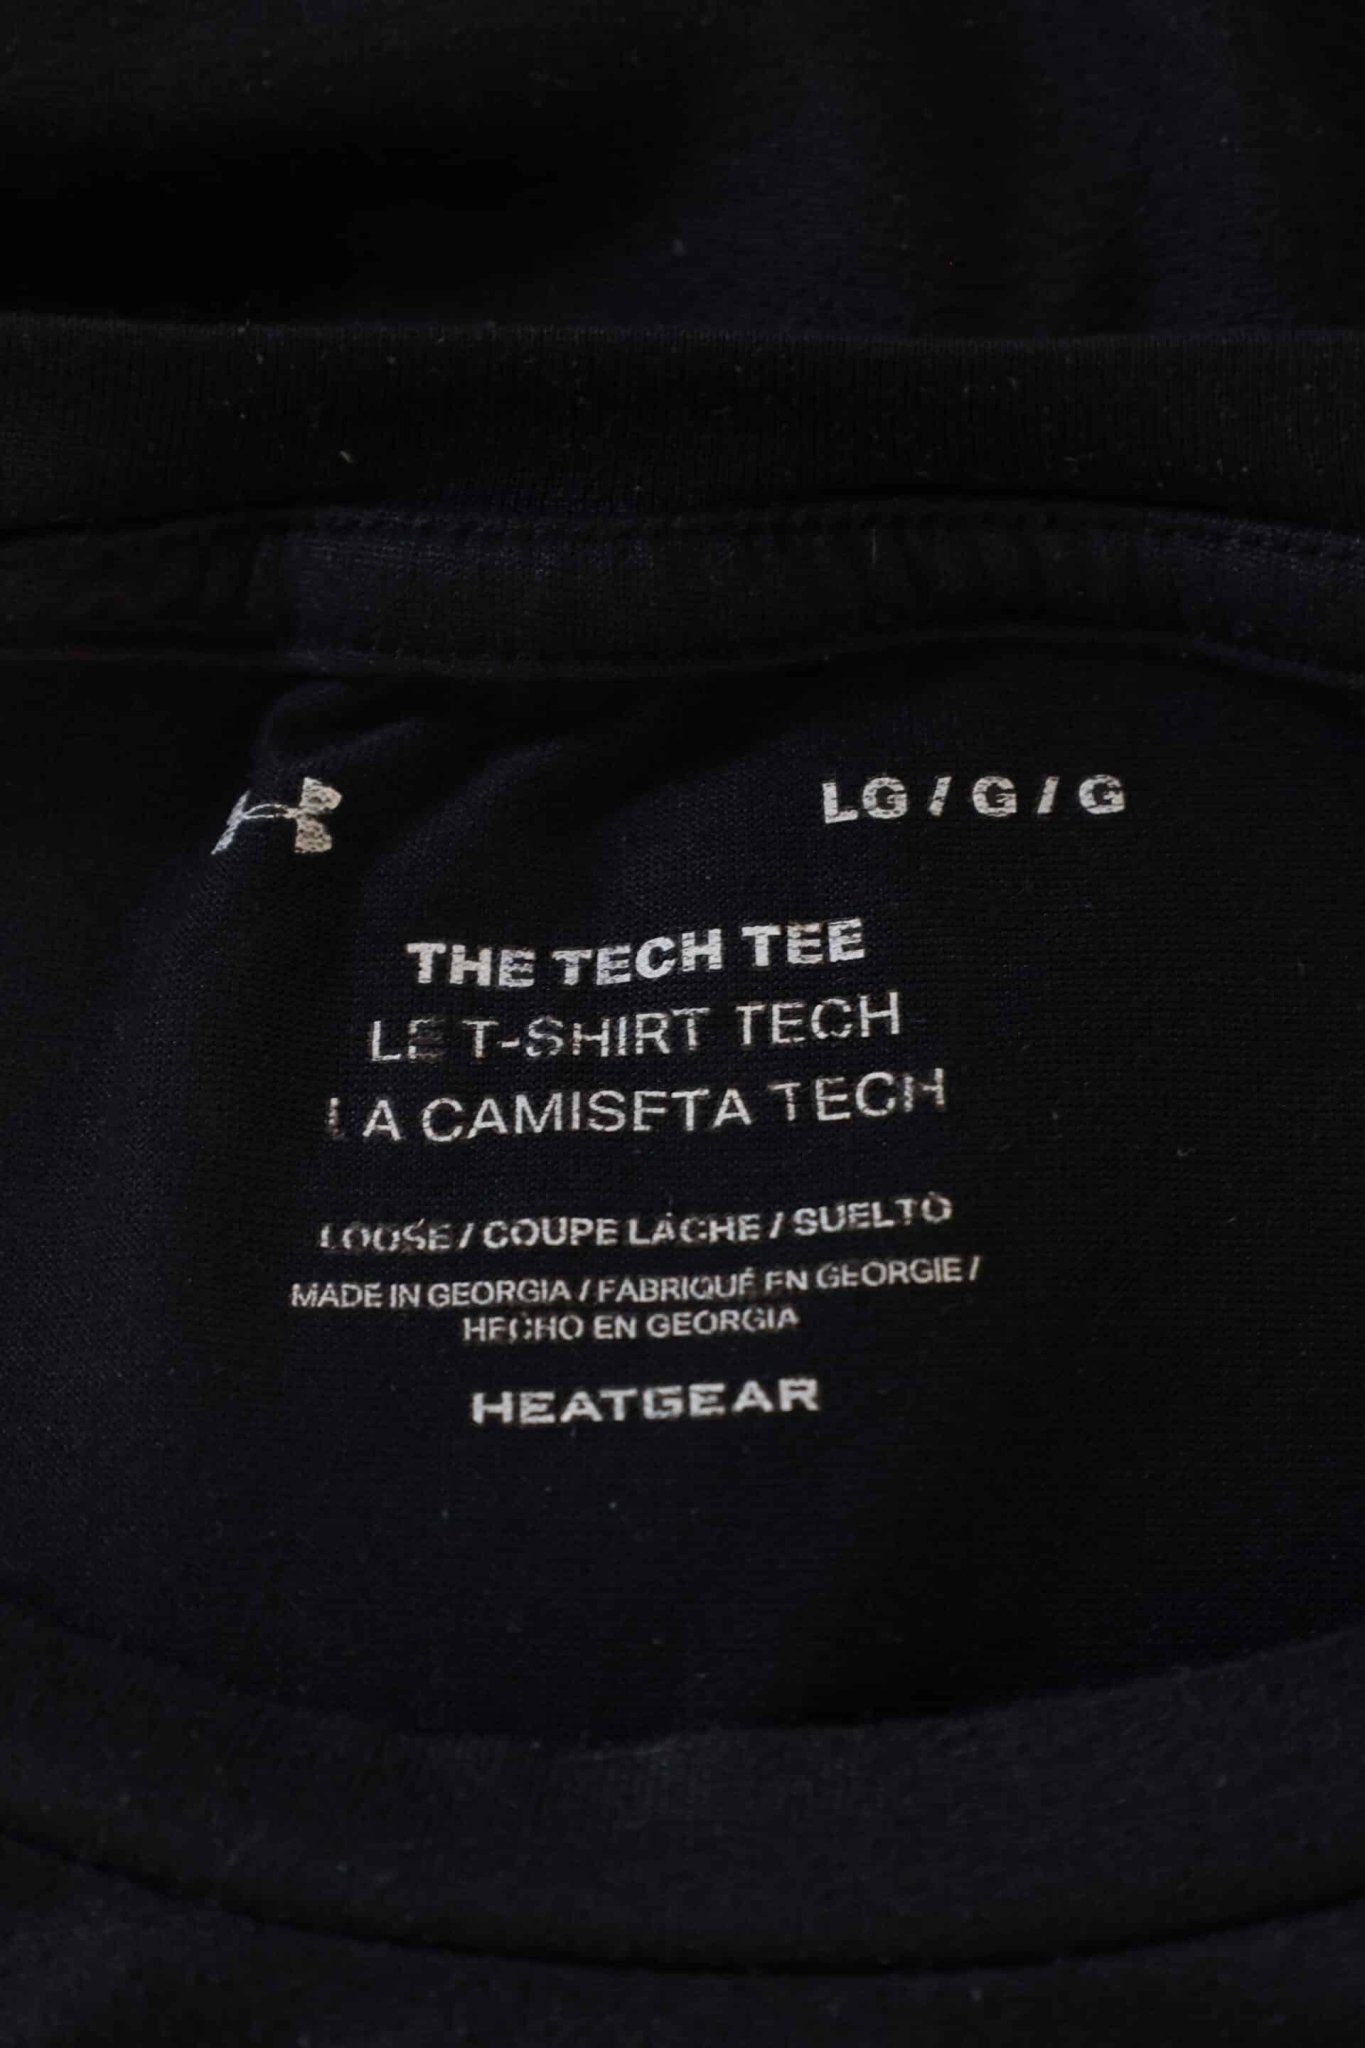 LG / G / G
THE TECH TEE
LE T-SHIRT TECH
LA CAMISETA TECH
LOOSE / COUPE LÂCHE / SUELTO
MADE IN GEORGIA / FABRIQUÉ EN GEORGIE /
HECHO EN GEORGIA
HEATGEAR